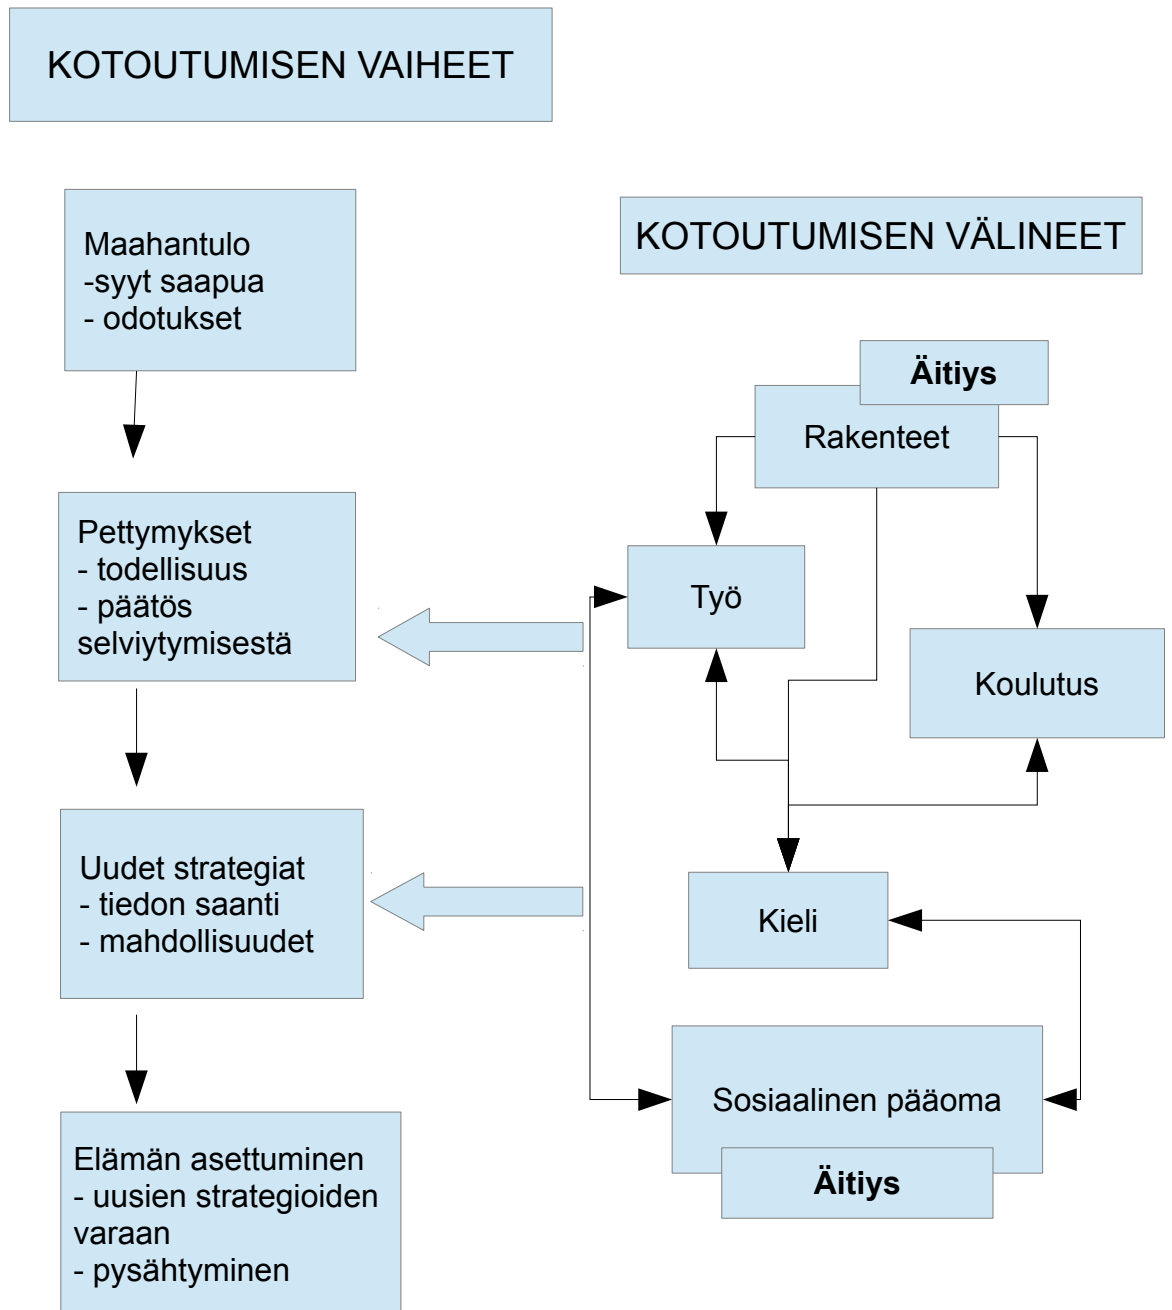 KOTOUTUMISEN VAIHEET
Maahantulo
-syyt saapua
- odotukset
Pettymykset
- todellisuus
- päätös
selviytymisestä
Uudet strategiat
- tiedon saanti
- mahdollisuudet
Elämän asettuminen
- uusien strategioiden
varaan
- pysähtyminen
KOTOUTUMISEN VÄLINEET
Äitiys
Rakenteet
Työ
Koulutus
Kieli
Sosiaalinen pääoma
Äitiys